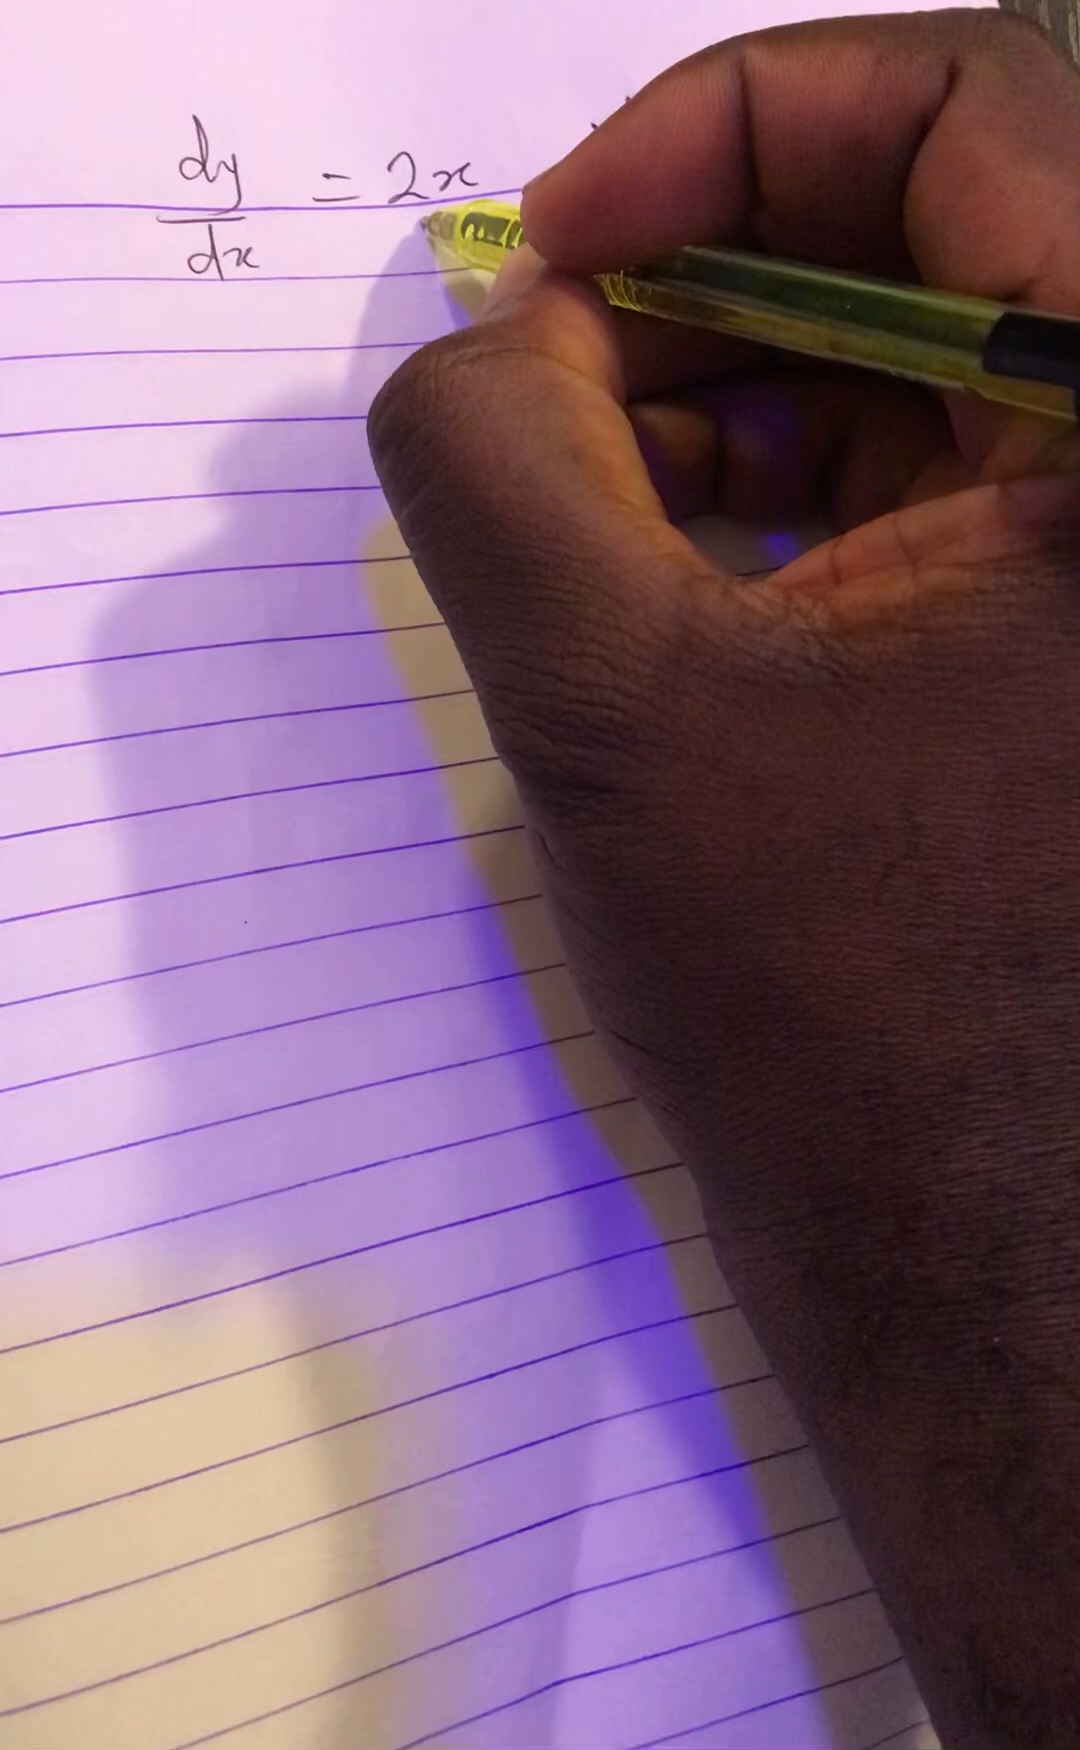 dy/dx = 2x